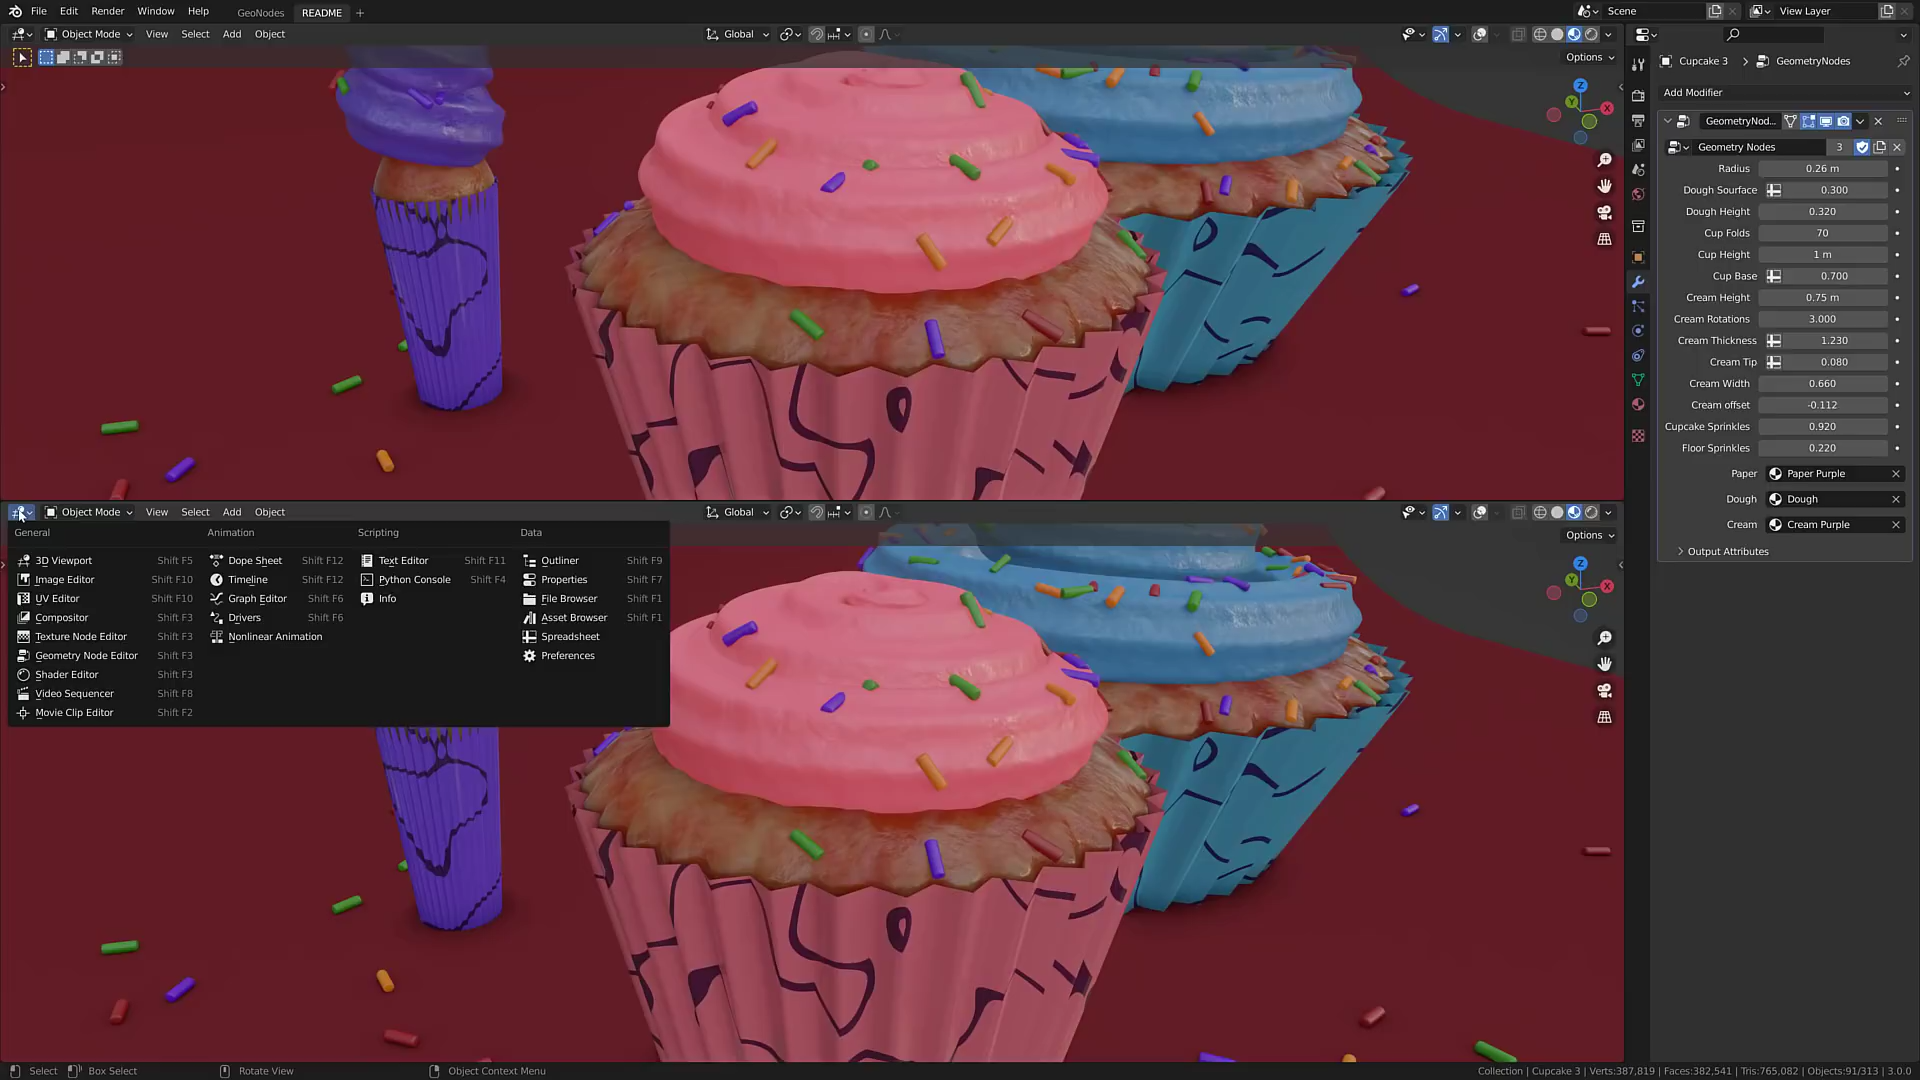 File Edit Render Window Help GeoNodes README + Scene View Layer
Object Mode View Select Add Object Global
Options
Cupcake 3 > GeometryNodes
Add Modifier
GeometryNod...
Geometry Nodes 3
Radius 0.26 m
Dough Sourface 0.300
Dough Height 0.320
Cup Folds 70
Cup Height 1 m
Cup Base 0.700
Cream Height 0.75 m
Cream Rotations 3.000
Cream Thickness 1.230
Cream Tip 0.080
Cream Width 0.660
Cream offset -0.112
Cupcake Sprinkles 0.920
Floor Sprinkles 0.220
Paper Paper Purple
Dough Dough
Cream Cream Purple
Output Attributes
Z
Y
X
Object Mode View Select Add Object Global
Options
Z
Y
X
General
3D Viewport Shift F5
Image Editor Shift F10
UV Editor Shift F10
Compositor Shift F3
Texture Node Editor Shift F3
Geometry Node Editor Shift F3
Shader Editor Shift F3
Video Sequencer Shift F8
Movie Clip Editor Shift F2
Animation
Dope Sheet Shift F12
Timeline Shift F12
Graph Editor Shift F6
Drivers Shift F6
Nonlinear Animation
Scripting
Text Editor Shift F11
Python Console Shift F4
Info
Data
Outliner Shift F9
Properties Shift F7
File Browser Shift F1
Asset Browser Shift F1
Spreadsheet
Preferences
Select Box Select Rotate View Object Context Menu Collection | Cupcake 3 | Verts:387,819 | Faces:382,541 | Tris:765,082 | Objects:91/313 | 3.0.0